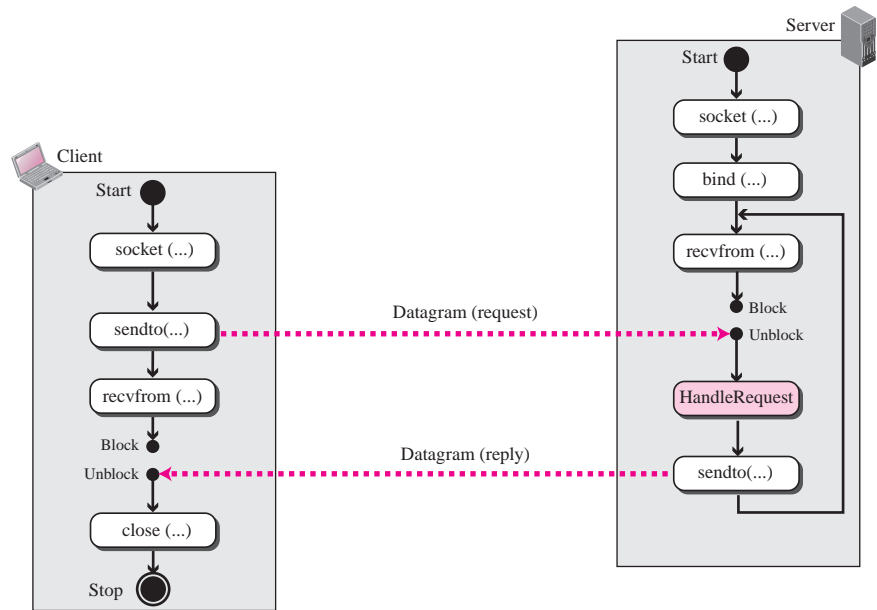 Server
Start
socket (...)
bind (...)
recvfrom (...)
Block
Unblock
HandleRequest
sendto(...)
Client
Start
socket (...)
sendto(...)
recvfrom (...)
Block
Unblock
close (...)
Stop
Datagram (request)
Datagram (reply)